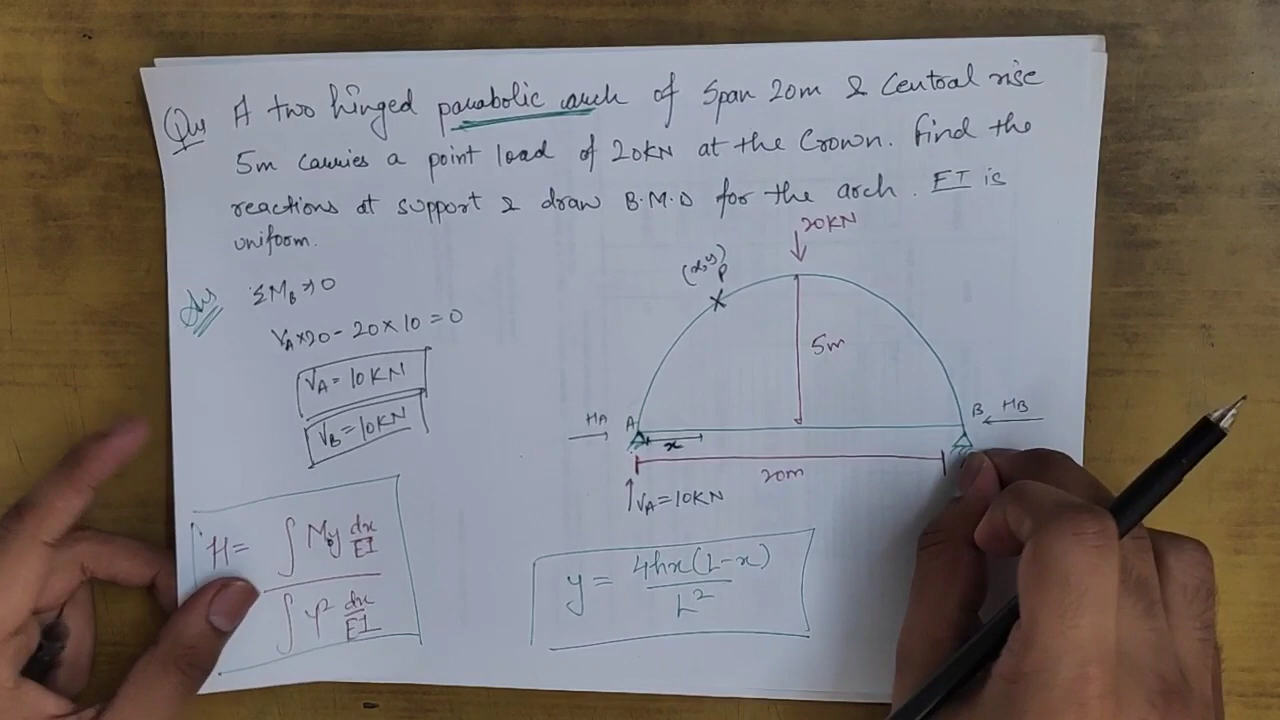 Qus A two hinged parabolic arch of Span 20m & Central rise
5m carries a point load of 20KN at the Crown. Find the
reactions at support & draw B.M.D for the arch. EI is
uniform.
Ans ΣMB = 0
VA×20 - 20×10 = 0
VA = 10KN
VB = 10KN
H = ∫ M₀y dx/EI
∫ y² dx/EI
20KN
(x,y)
P
5m
HA A
B HB
x
20m
VA = 10KN
y = 4hx(L-x)
L²